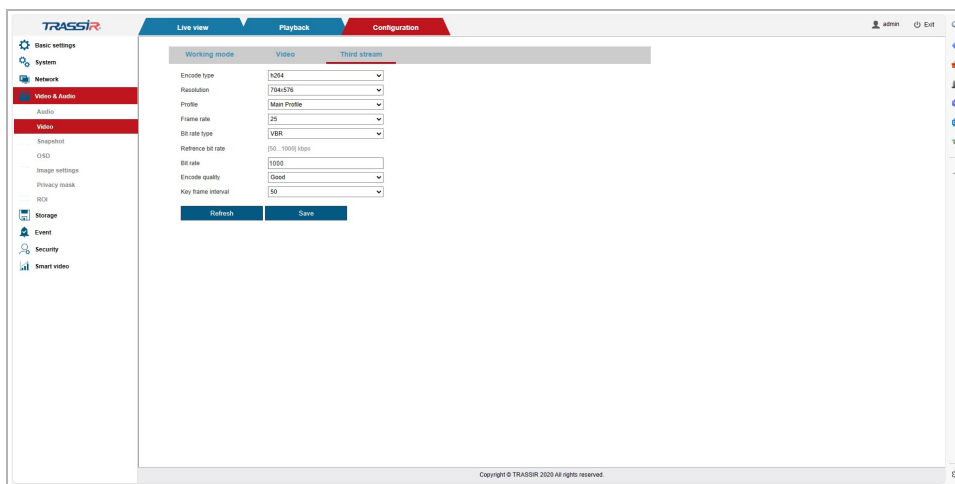 TRASSIR
Live view
Playback
Configuration
admin
Exit
Basic settings
System
Network
Video & Audio
Audio
Video
Snapshot
OSD
Image settings
Privacy mask
ROI
Storage
Event
Security
Smart video
Working mode
Video
Third stream
Encode type h264
Resolution 704x576
Profile Main Profile
Frame rate 25
Bit rate type VBR
Refrence bit rate [50...1000] kbps
Bit rate 1000
Encode quality Good
Key frame interval 50
Refresh
Save
Copyright © TRASSIR 2020 All rights reserved.